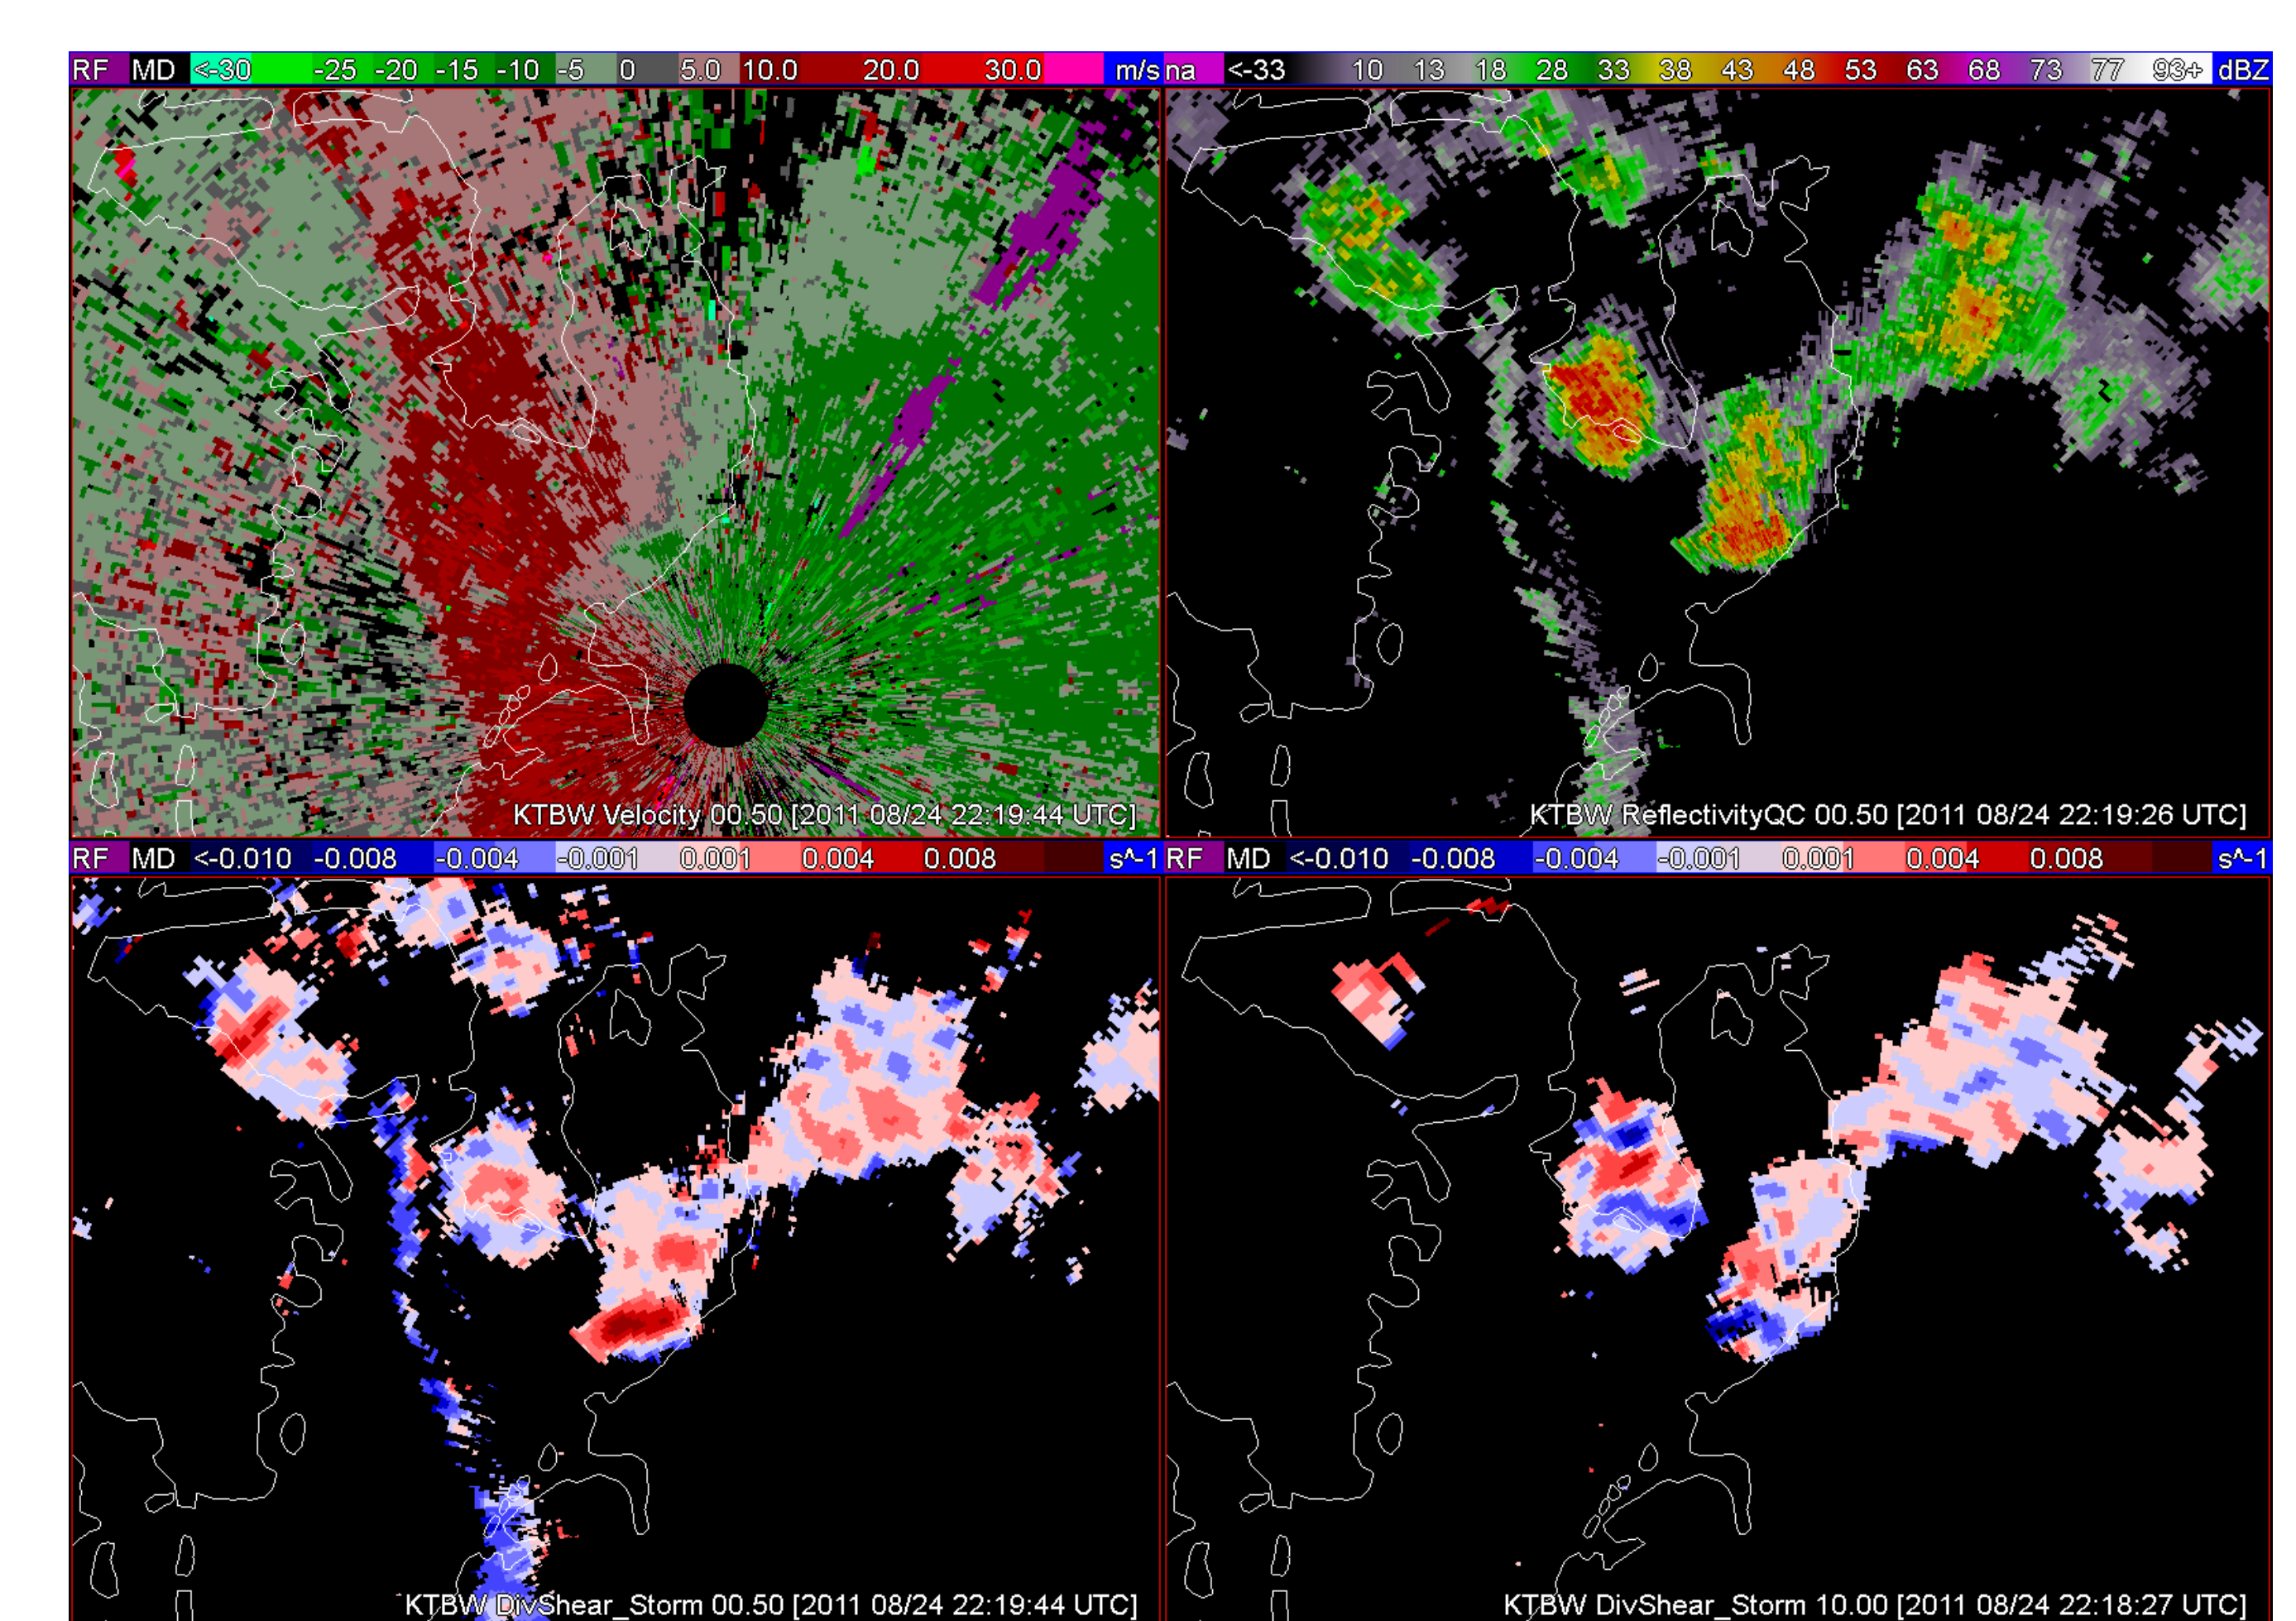 RF MD <-30 -25 -20 -15 -10 -5 0 5.0 10.0 20.0 30.0 m/s
na <-33 10 13 18 28 33 38 43 48 53 63 68 73 77 93+ dBZ
KTBW Velocity 00.50 [2011 08/24 22:19:44 UTC]
KTBW ReflectivityQC 00.50 [2011 08/24 22:19:26 UTC]
RF MD <-0.010 -0.008 -0.004 -0.001 0.001 0.004 0.008 s^-1
RF MD <-0.010 -0.008 -0.004 -0.001 0.001 0.004 0.008 s^-1
KTBW DivShear_Storm 00.50 [2011 08/24 22:19:44 UTC]
KTBW DivShear_Storm 10.00 [2011 08/24 22:18:27 UTC]